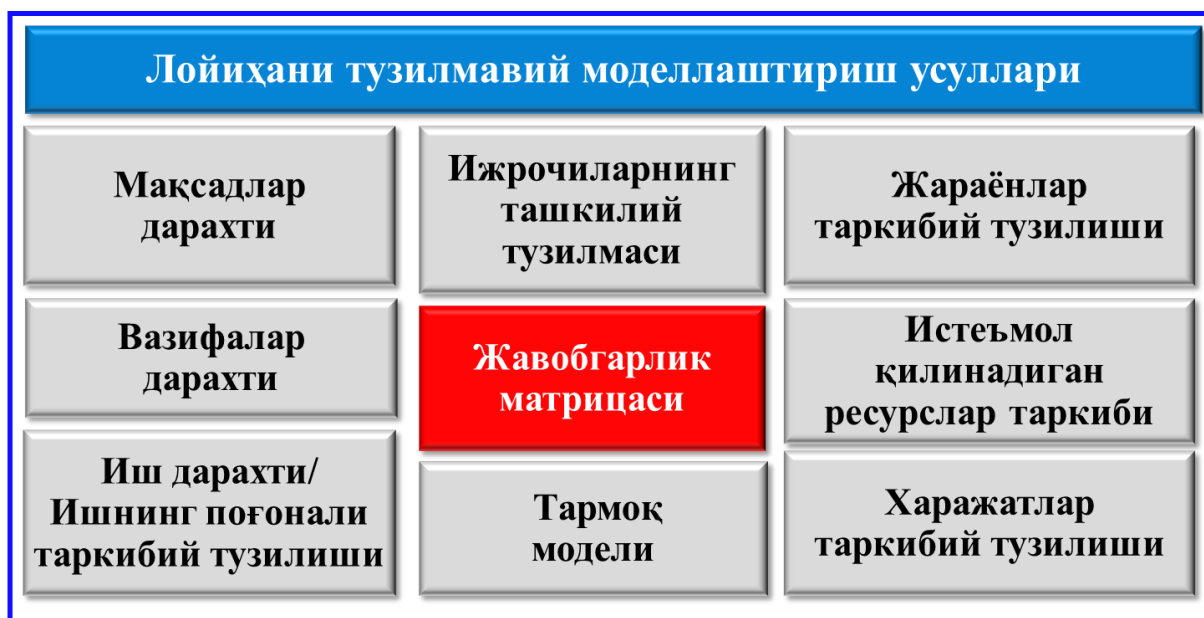 Лойиҳани тузилмавий моделлаштириш усуллари
Мақсадлар
дарахти
Ижрочиларнинг
ташкилий
тузилмаси
Жараёнлар
таркибий тузилиши
Вазифалар
дарахти
Жавобгарлик
матрицаси
Истеъмол
қилинадиган
ресурслар таркиби
Иш дарахти/
Ишнинг поғонали
таркибий тузилиши
Тармоқ
модели
Харажатлар
таркибий тузилиши